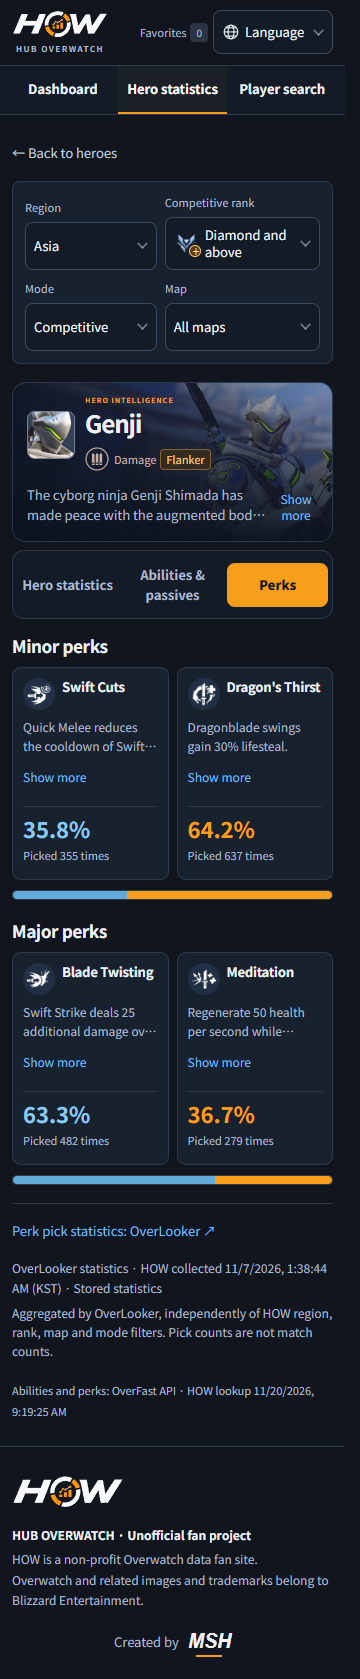 HOW
HUB OVERWATCH
Favorites 0
Language
Dashboard Hero statistics Player search
← Back to heroes
Region
Competitive rank
Asia
Diamond and
above
Mode
Map
Competitive
All maps
HERO INTELLIGENCE
Genji
Damage Flanker
The cyborg ninja Genji Shimada has
made peace with the augmented bod…
Show
more
Hero statistics
Abilities &
passives
Perks
Minor perks
Swift Cuts
Quick Melee reduces
the cooldown of Swift…
Show more
35.8%
Picked 355 times
Dragon's Thirst
Dragonblade swings
gain 30% lifesteal.
Show more
64.2%
Picked 637 times
Major perks
Blade Twisting
Swift Strike deals 25
additional damage ov…
Show more
63.3%
Picked 482 times
Meditation
Regenerate 50 health
per second while…
Show more
36.7%
Picked 279 times
Perk pick statistics: OverLooker ↗
OverLooker statistics · HOW collected 11/7/2026, 1:38:44
AM (KST) · Stored statistics
Aggregated by OverLooker, independently of HOW region,
rank, map and mode filters. Pick counts are not match
counts.
Abilities and perks: OverFast API · HOW lookup 11/20/2026,
9:19:25 AM
HOW
HUB OVERWATCH · Unofficial fan project
HOW is a non-profit Overwatch data fan site.
Overwatch and related images and trademarks belong to
Blizzard Entertainment.
Created by MSH